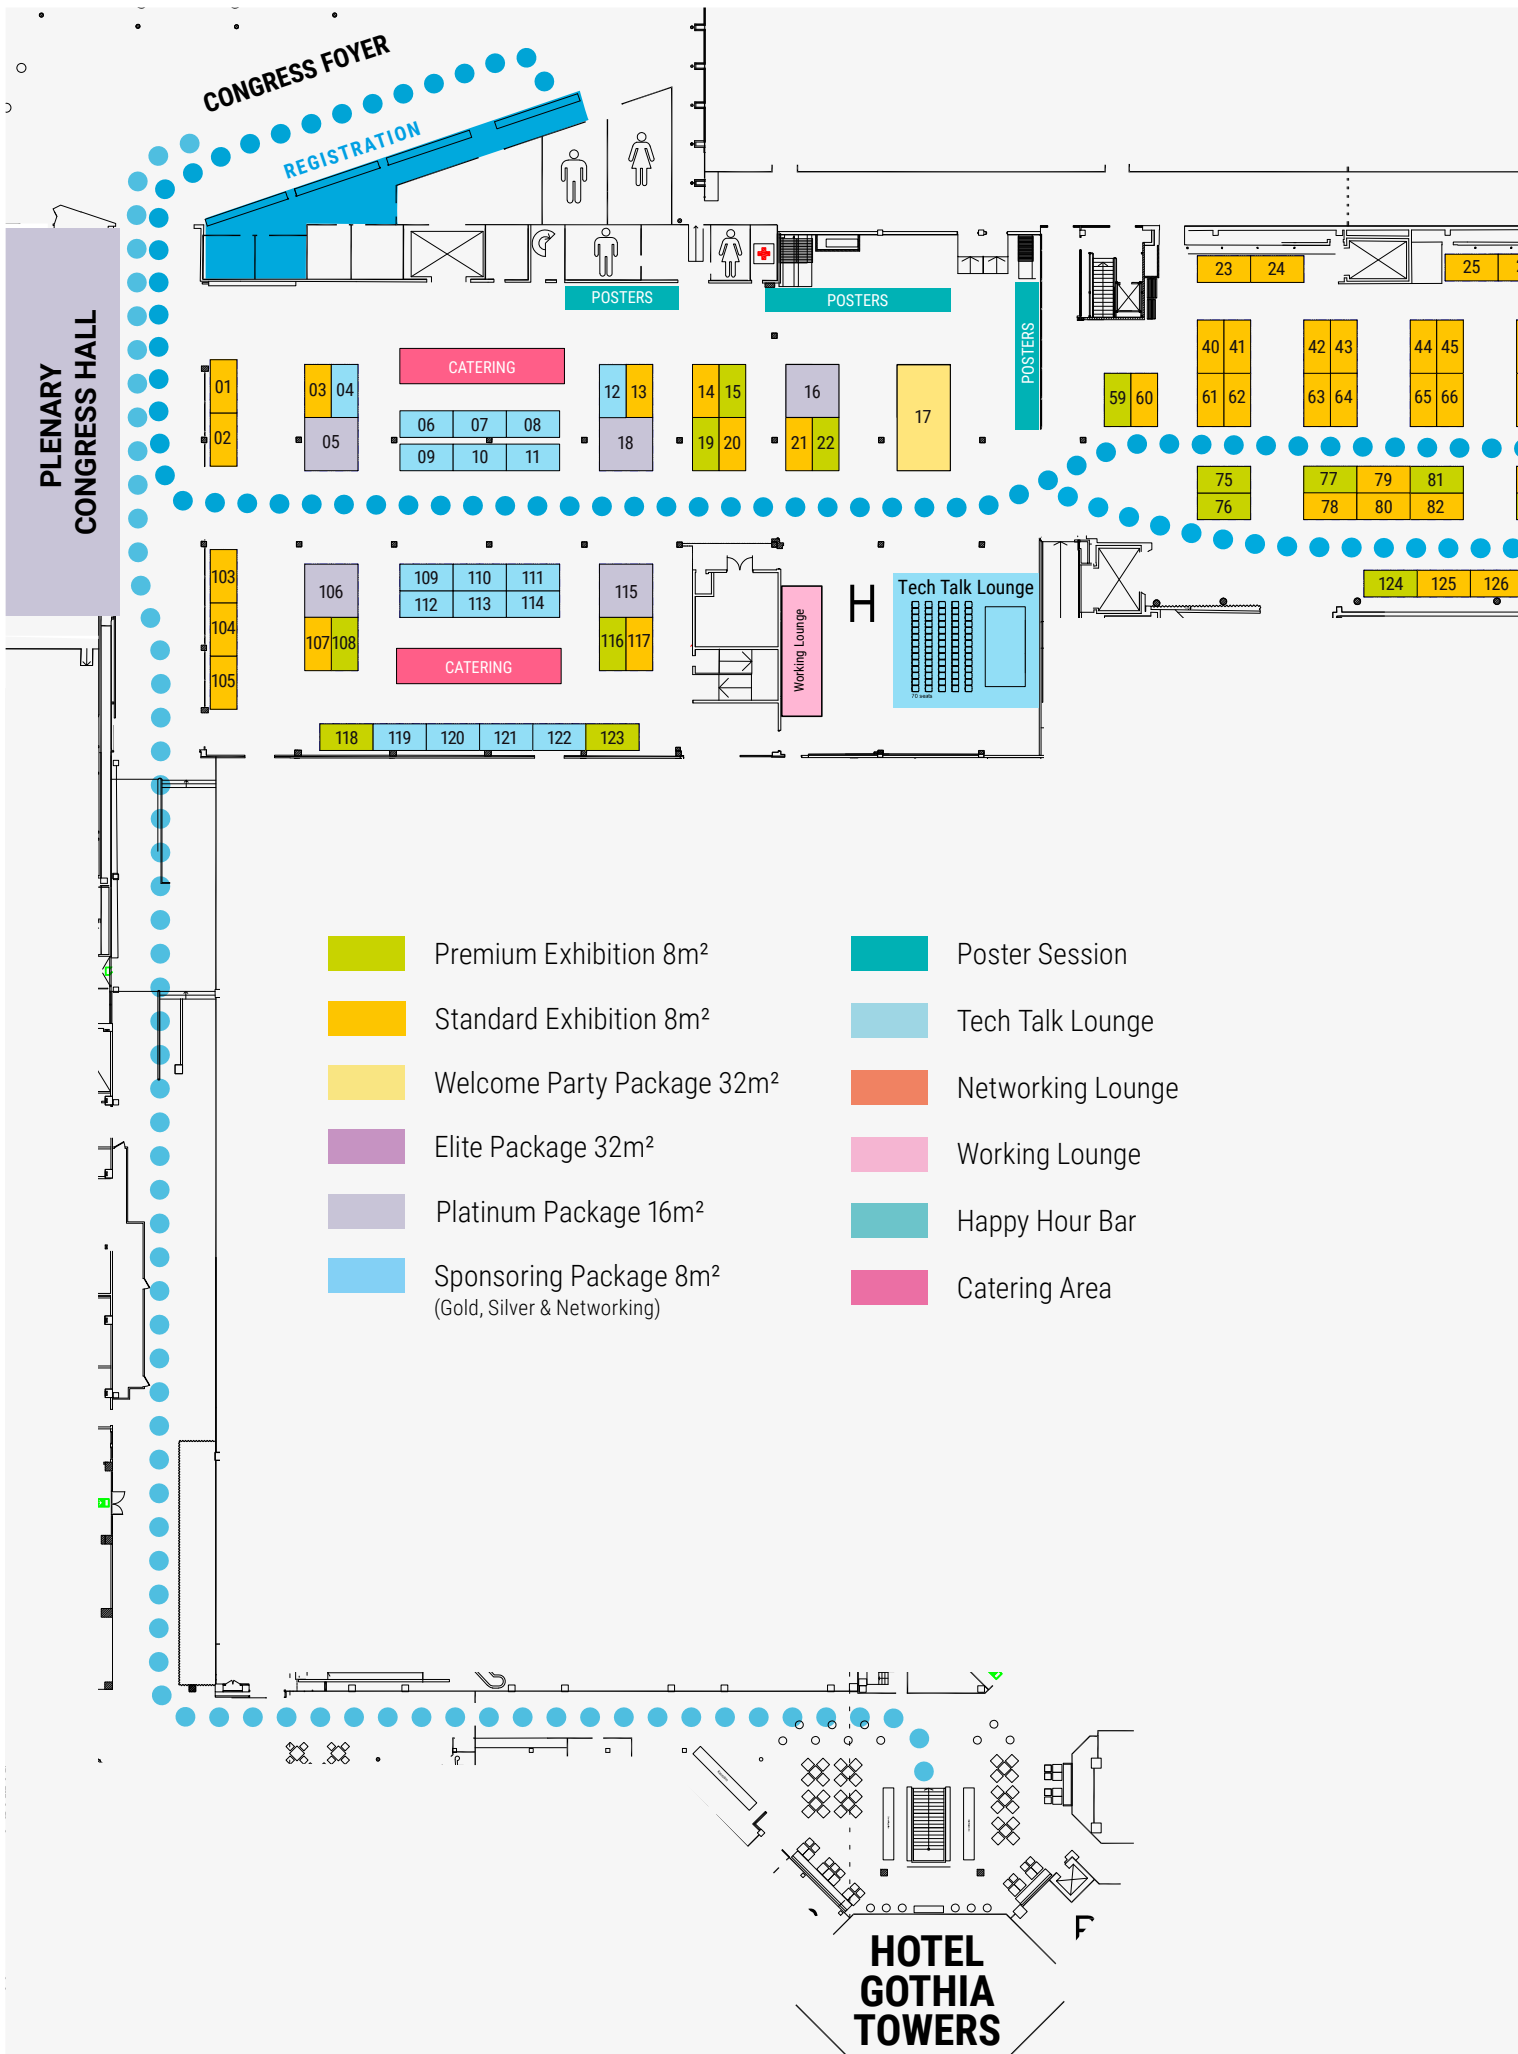 CONGRESS FOYER
REGISTRATION
PLENARY
CONGRESS HALL
POSTERS
POSTERS
POSTERS
23 24 25
CATERING
01
02
03 04
05
06 07 08
09 10 11
12 13
18
14 15
19 20
16
21 22
17
59 60
40 41
61 62
42 43
63 64
44 45
65 66
75
76
77 79 81
78 80 82
124 125 126
103
104
105
106
107 108
109 110 111
112 113 114
115
116 117
CATERING
118 119 120 121 122 123
Working Lounge
H
Tech Talk Lounge
70 seats
Premium Exhibition 8m²
Standard Exhibition 8m²
Welcome Party Package 32m²
Elite Package 32m²
Platinum Package 16m²
Sponsoring Package 8m²
(Gold, Silver & Networking)
Poster Session
Tech Talk Lounge
Networking Lounge
Working Lounge
Happy Hour Bar
Catering Area
HOTEL
GOTHIA
TOWERS